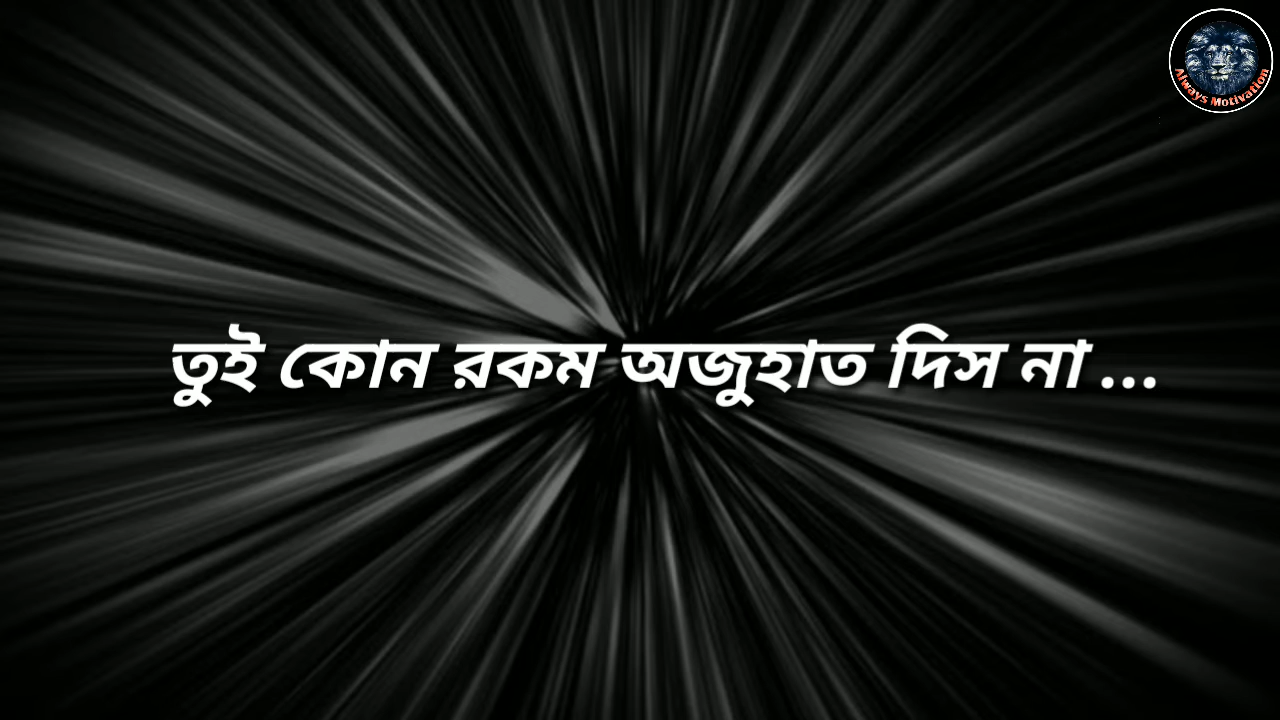 Always Motivation
তুই কোন রকম অজুহাত দিস না ...